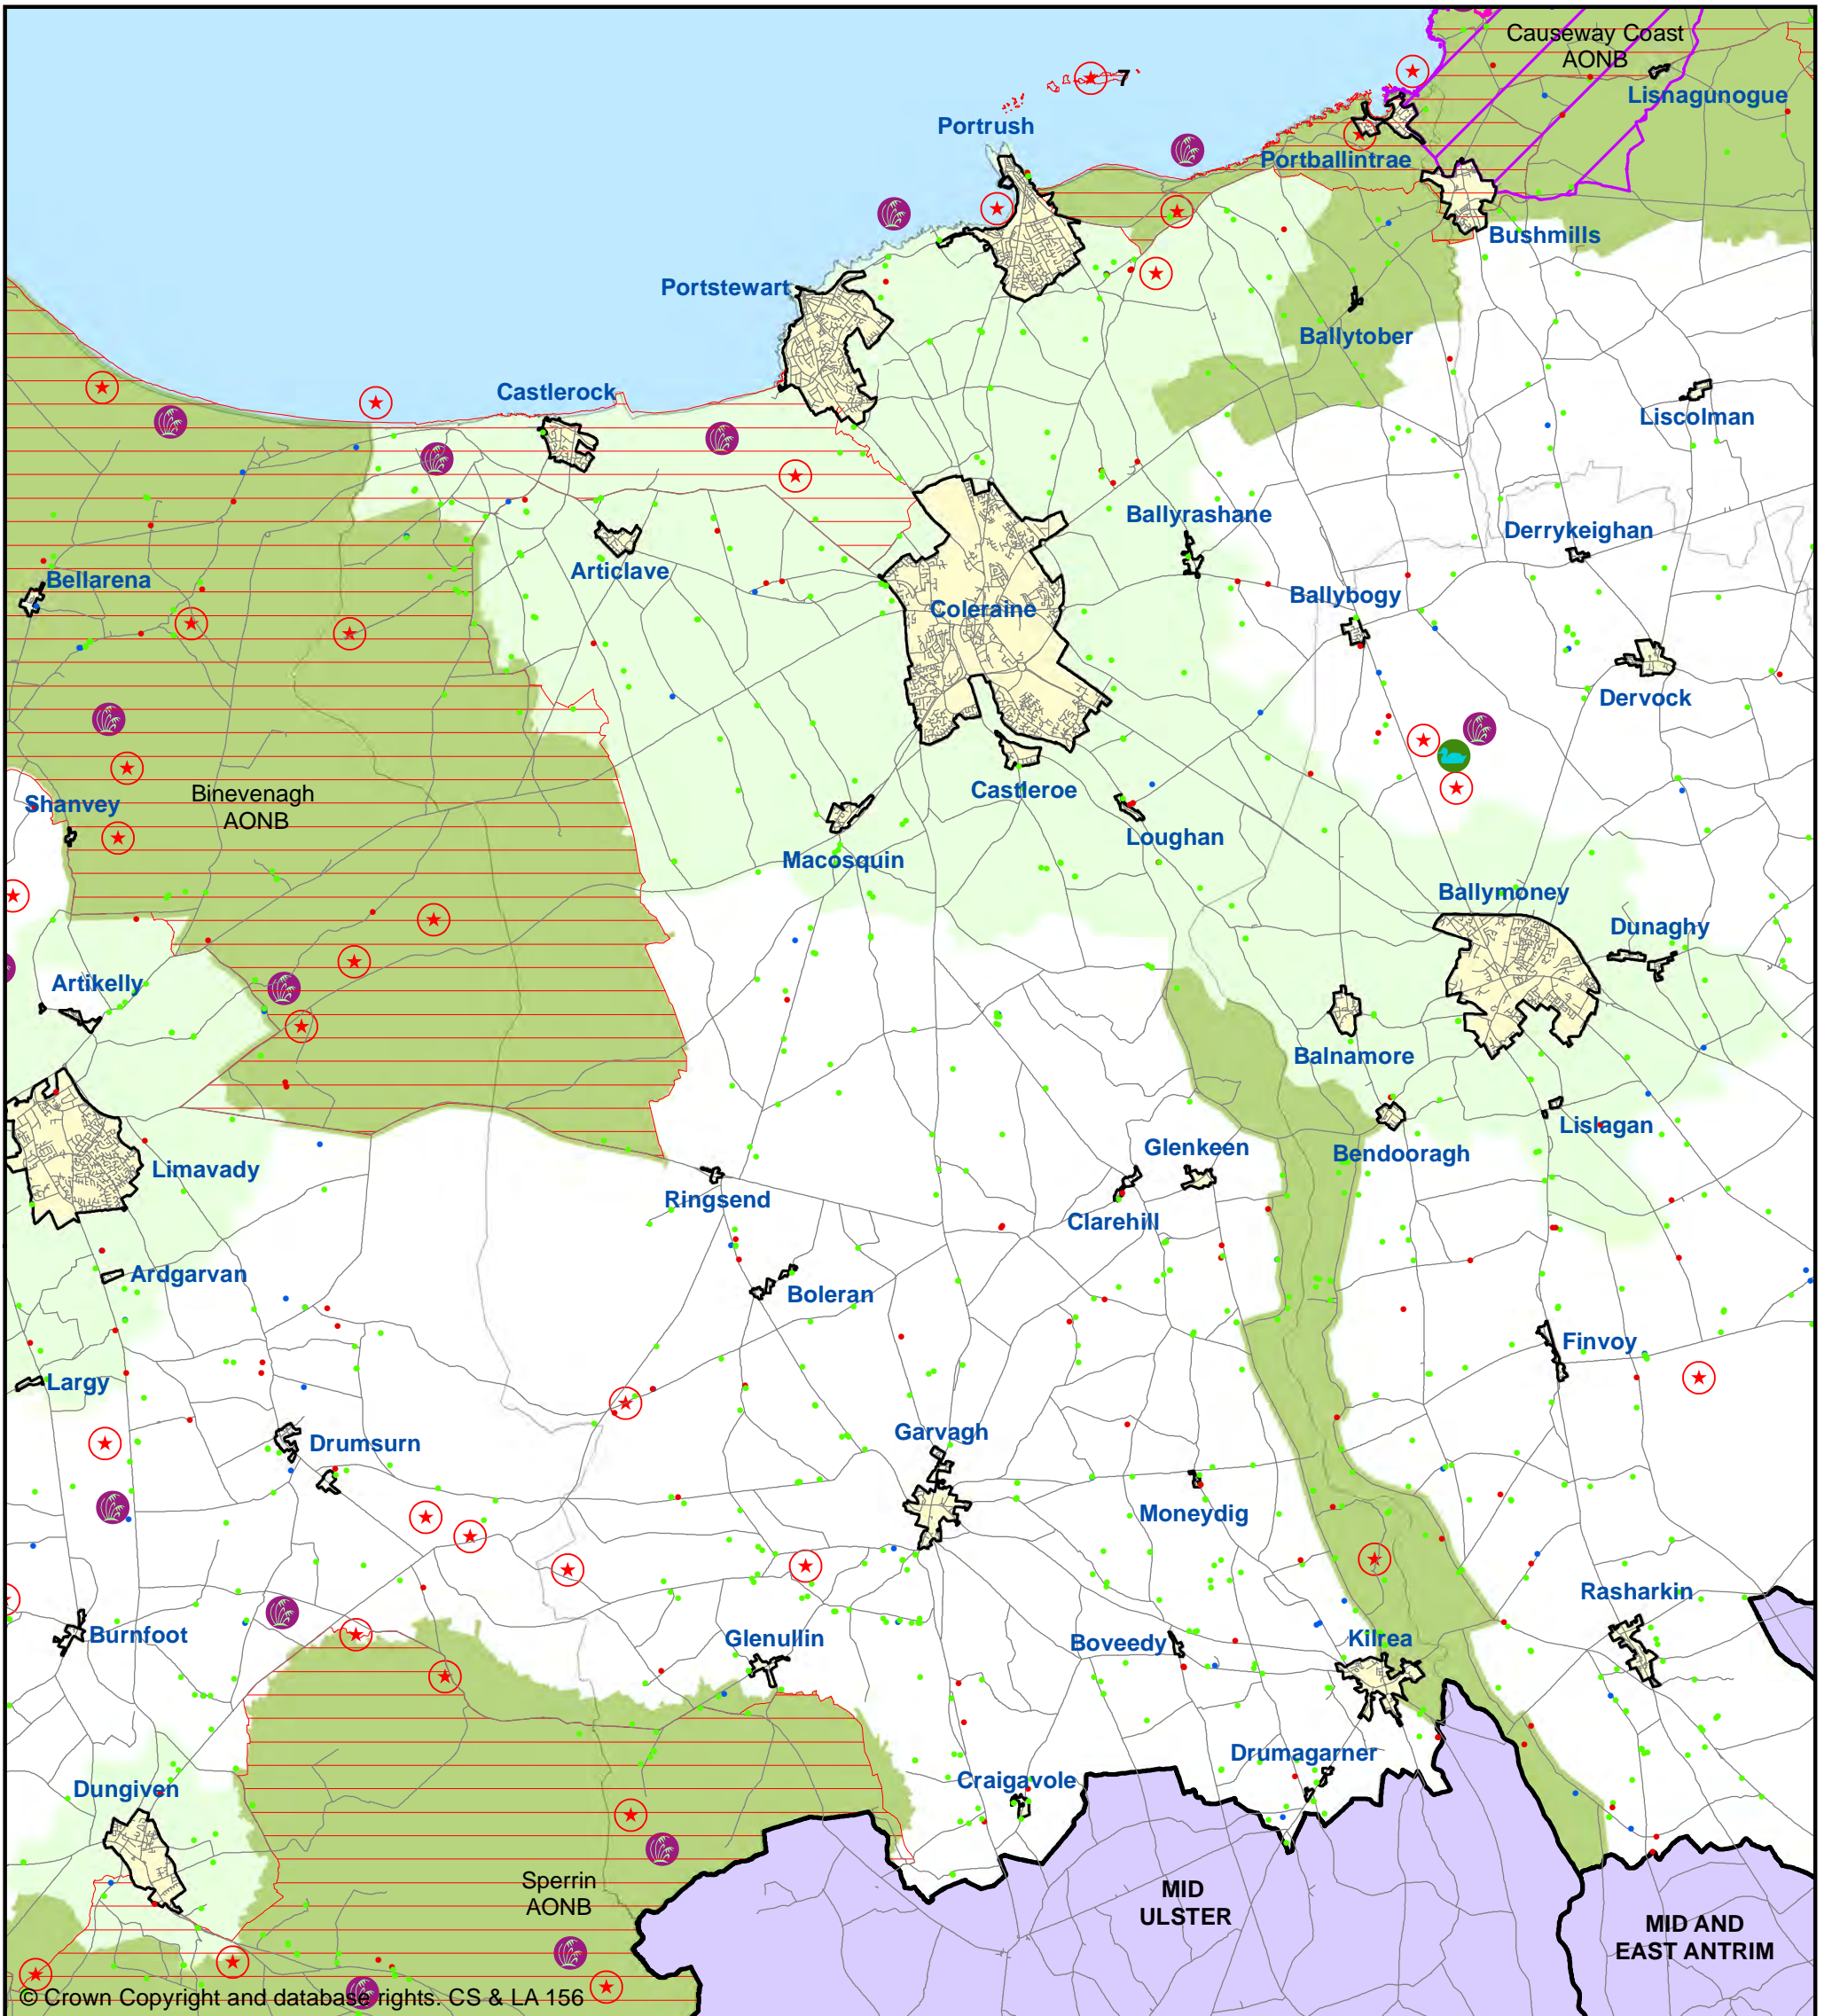 Causeway Coast
AONB
7
Lisnagunogue
Portrush
Portballintrae
Bushmills
Portstewart
Ballytober
Castlerock
Liscolman
Ballyrashane
Derrykeighan
Articlave
Bellarena
Ballybogy
Coleraine
Dervock
Castleroe
Binevenagh
AONB
Shanvey
Loughan
Macosquin
Ballymoney
Dunaghy
Artikelly
Balnamore
Lislagan
Glenkeen
Bendooragh
Limavady
Ringsend
Clarehill
Ardgarvan
Boleran
Finvoy
Largy
Garvagh
Drumsurn
Moneydig
Rasharkin
Burnfoot
Glenullin
Boveedy
Kilrea
Drumagarner
Craigavole
Dungiven
Sperrin
AONB
MID
ULSTER
MID AND
EAST ANTRIM
© Crown Copyright and database rights. CS & LA 156